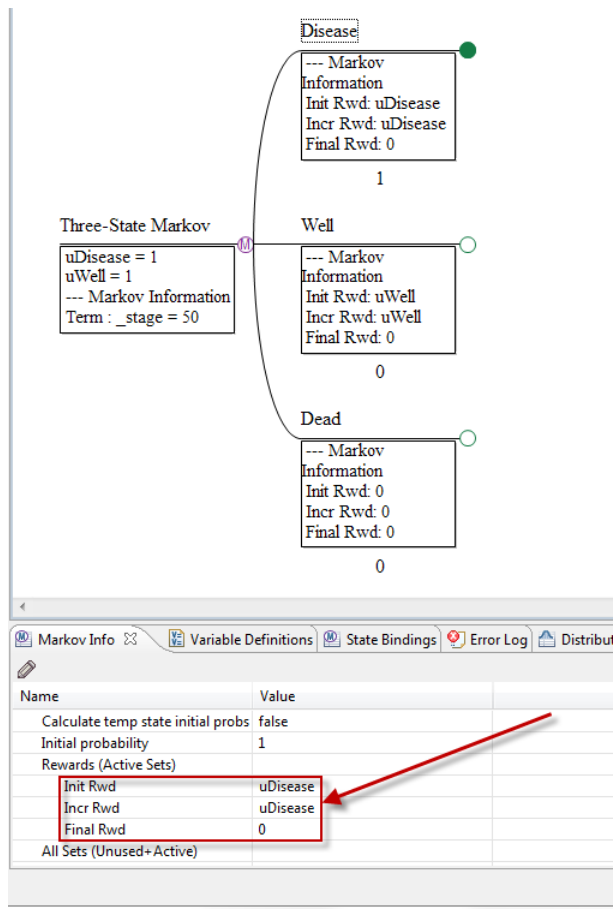 Disease
--- Markov
Information
Init Rwd: uDisease
Incr Rwd: uDisease
Final Rwd: 0
1
Three-State Markov
M
uDisease = 1
uWell = 1
--- Markov Information
Term : _stage = 50
Well
--- Markov
Information
Init Rwd: uWell
Incr Rwd: uWell
Final Rwd: 0
0
Dead
--- Markov
Information
Init Rwd: 0
Incr Rwd: 0
Final Rwd: 0
0
Markov Info Variable Definitions State Bindings Error Log Distribut
Name Value
Calculate temp state initial probs false
Initial probability 1
Rewards (Active Sets)
Init Rwd uDisease
Incr Rwd uDisease
Final Rwd 0
All Sets (Unused+Active)